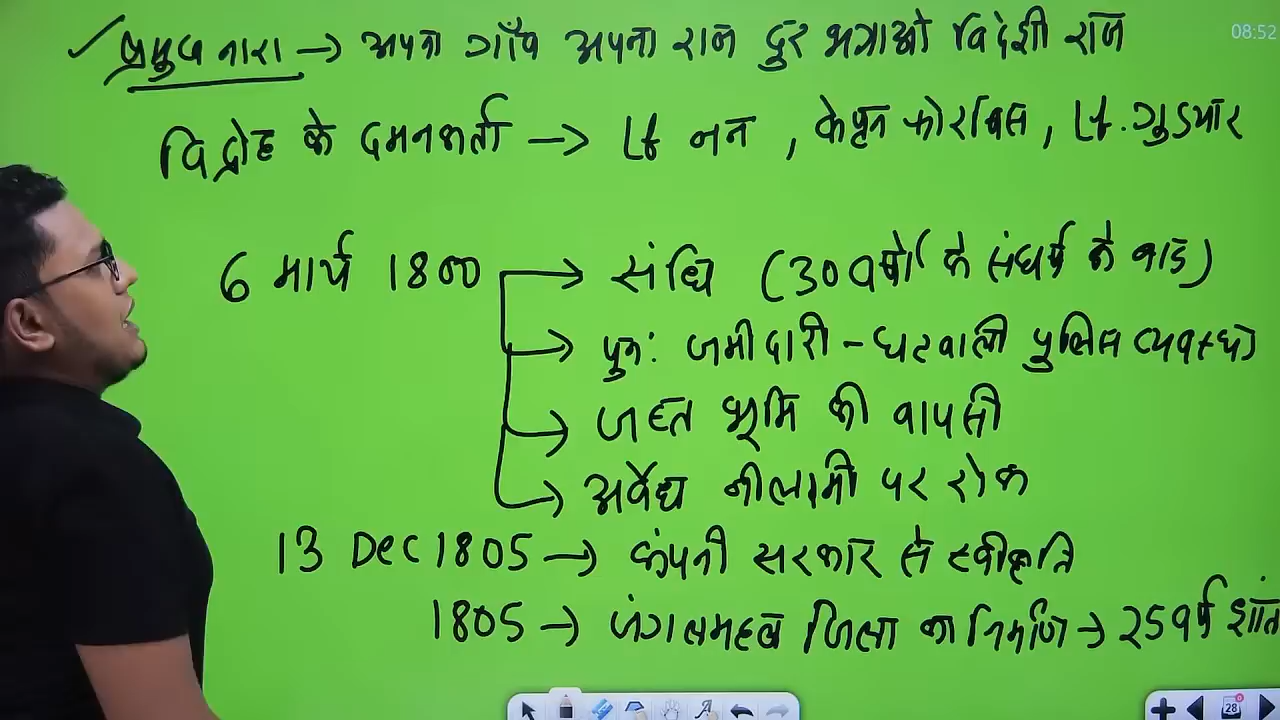 08:52
प्रमुख नारा → अपना गाँव अपना राज दूर भगाओ विदेशी राज
विद्रोह के दमनकर्ता → Lt नन , केप्टन फोरबिस, Lt. गुडयार
6 मार्च 1800 → संधि (30 वर्षो के संघर्ष के बाद)
→ पुन: जमीदारी – घटवाली पुलिस व्यवस्था
→ जब्त भूमि की वापसी
→ अवैध नीलामी पर रोक
13 Dec 1805 → कंपनी सरकार से स्वीकृति
1805 → जंगलमहल जिला का निर्माण → 25 वर्ष शांत
28